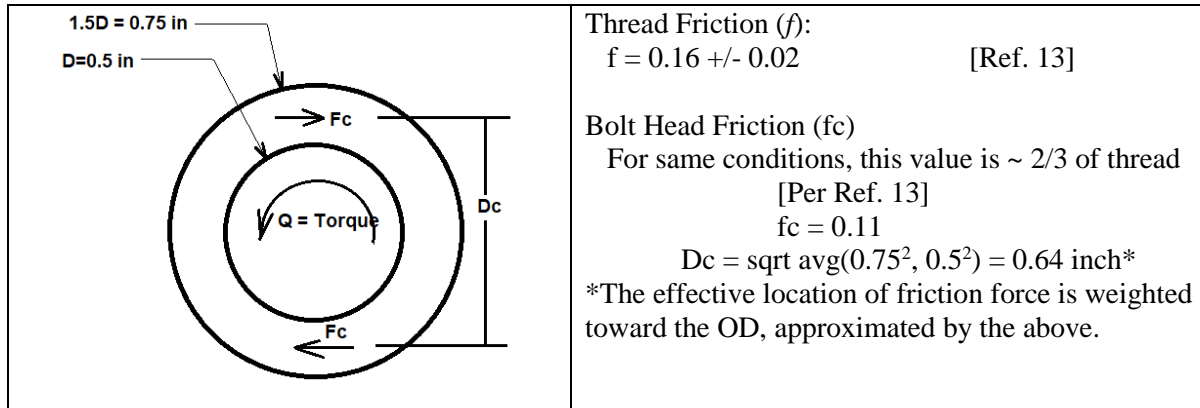 1.5D = 0.75 in
D=0.5 in
Fc
Dc
Q = Torque
Fc
Thread Friction (f):
f = 0.16 +/- 0.02 [Ref. 13]
Bolt Head Friction (fc)
For same conditions, this value is ~ 2/3 of thread
[Per Ref. 13]
fc = 0.11
Dc = sqrt avg(0.75², 0.5²) = 0.64 inch*
*The effective location of friction force is weighted
toward the OD, approximated by the above.